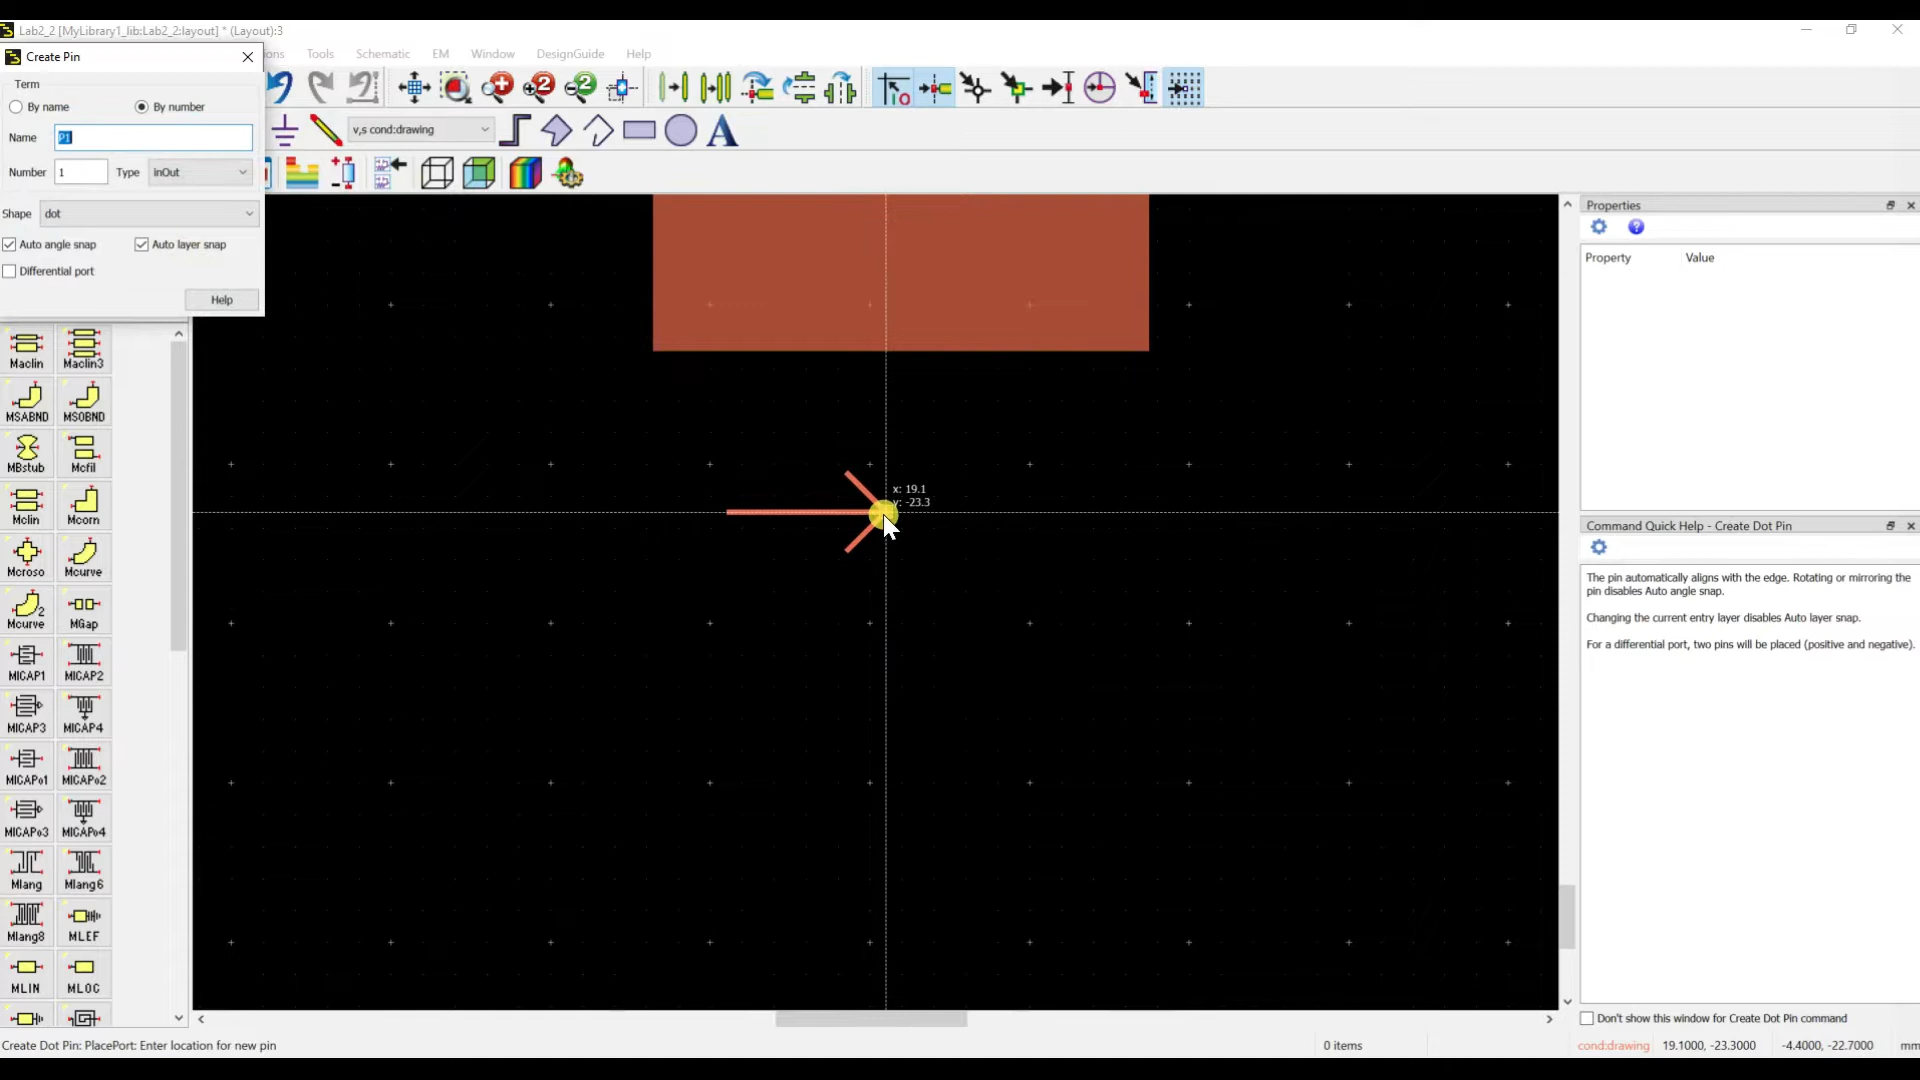 Lab2_2 [MyLibrary1_lib:Lab2_2:layout] * (Layout):3
Create Pin
Tools Schematic EM Window DesignGuide Help
Term
By name By number
Name P1
Number 1 Type inOut
Shape dot
Auto angle snap Auto layer snap
Differential port
Help
v,s cond:drawing
Maclin Maclin3
MSABND MSOBND
MBstub Mcfil
Mclin Mcorn
Mcroso Mcurve
Mcurve MGap
MICAP1 MICAP2
MICAP3 MICAP4
MICAPo1 MICAPo2
MICAPo3 MICAPo4
Mlang Mlang6
Mlang8 MLEF
MLIN MLOC
x: 19.1
y: -23.3
Properties
Property Value
Command Quick Help - Create Dot Pin
The pin automatically aligns with the edge. Rotating or mirroring the
pin disables Auto angle snap.
Changing the current entry layer disables Auto layer snap.
For a differential port, two pins will be placed (positive and negative).
Don't show this window for Create Dot Pin command
Create Dot Pin: PlacePort: Enter location for new pin
0 items
cond:drawing 19.1000, -23.3000 -4.4000, -22.7000 mm